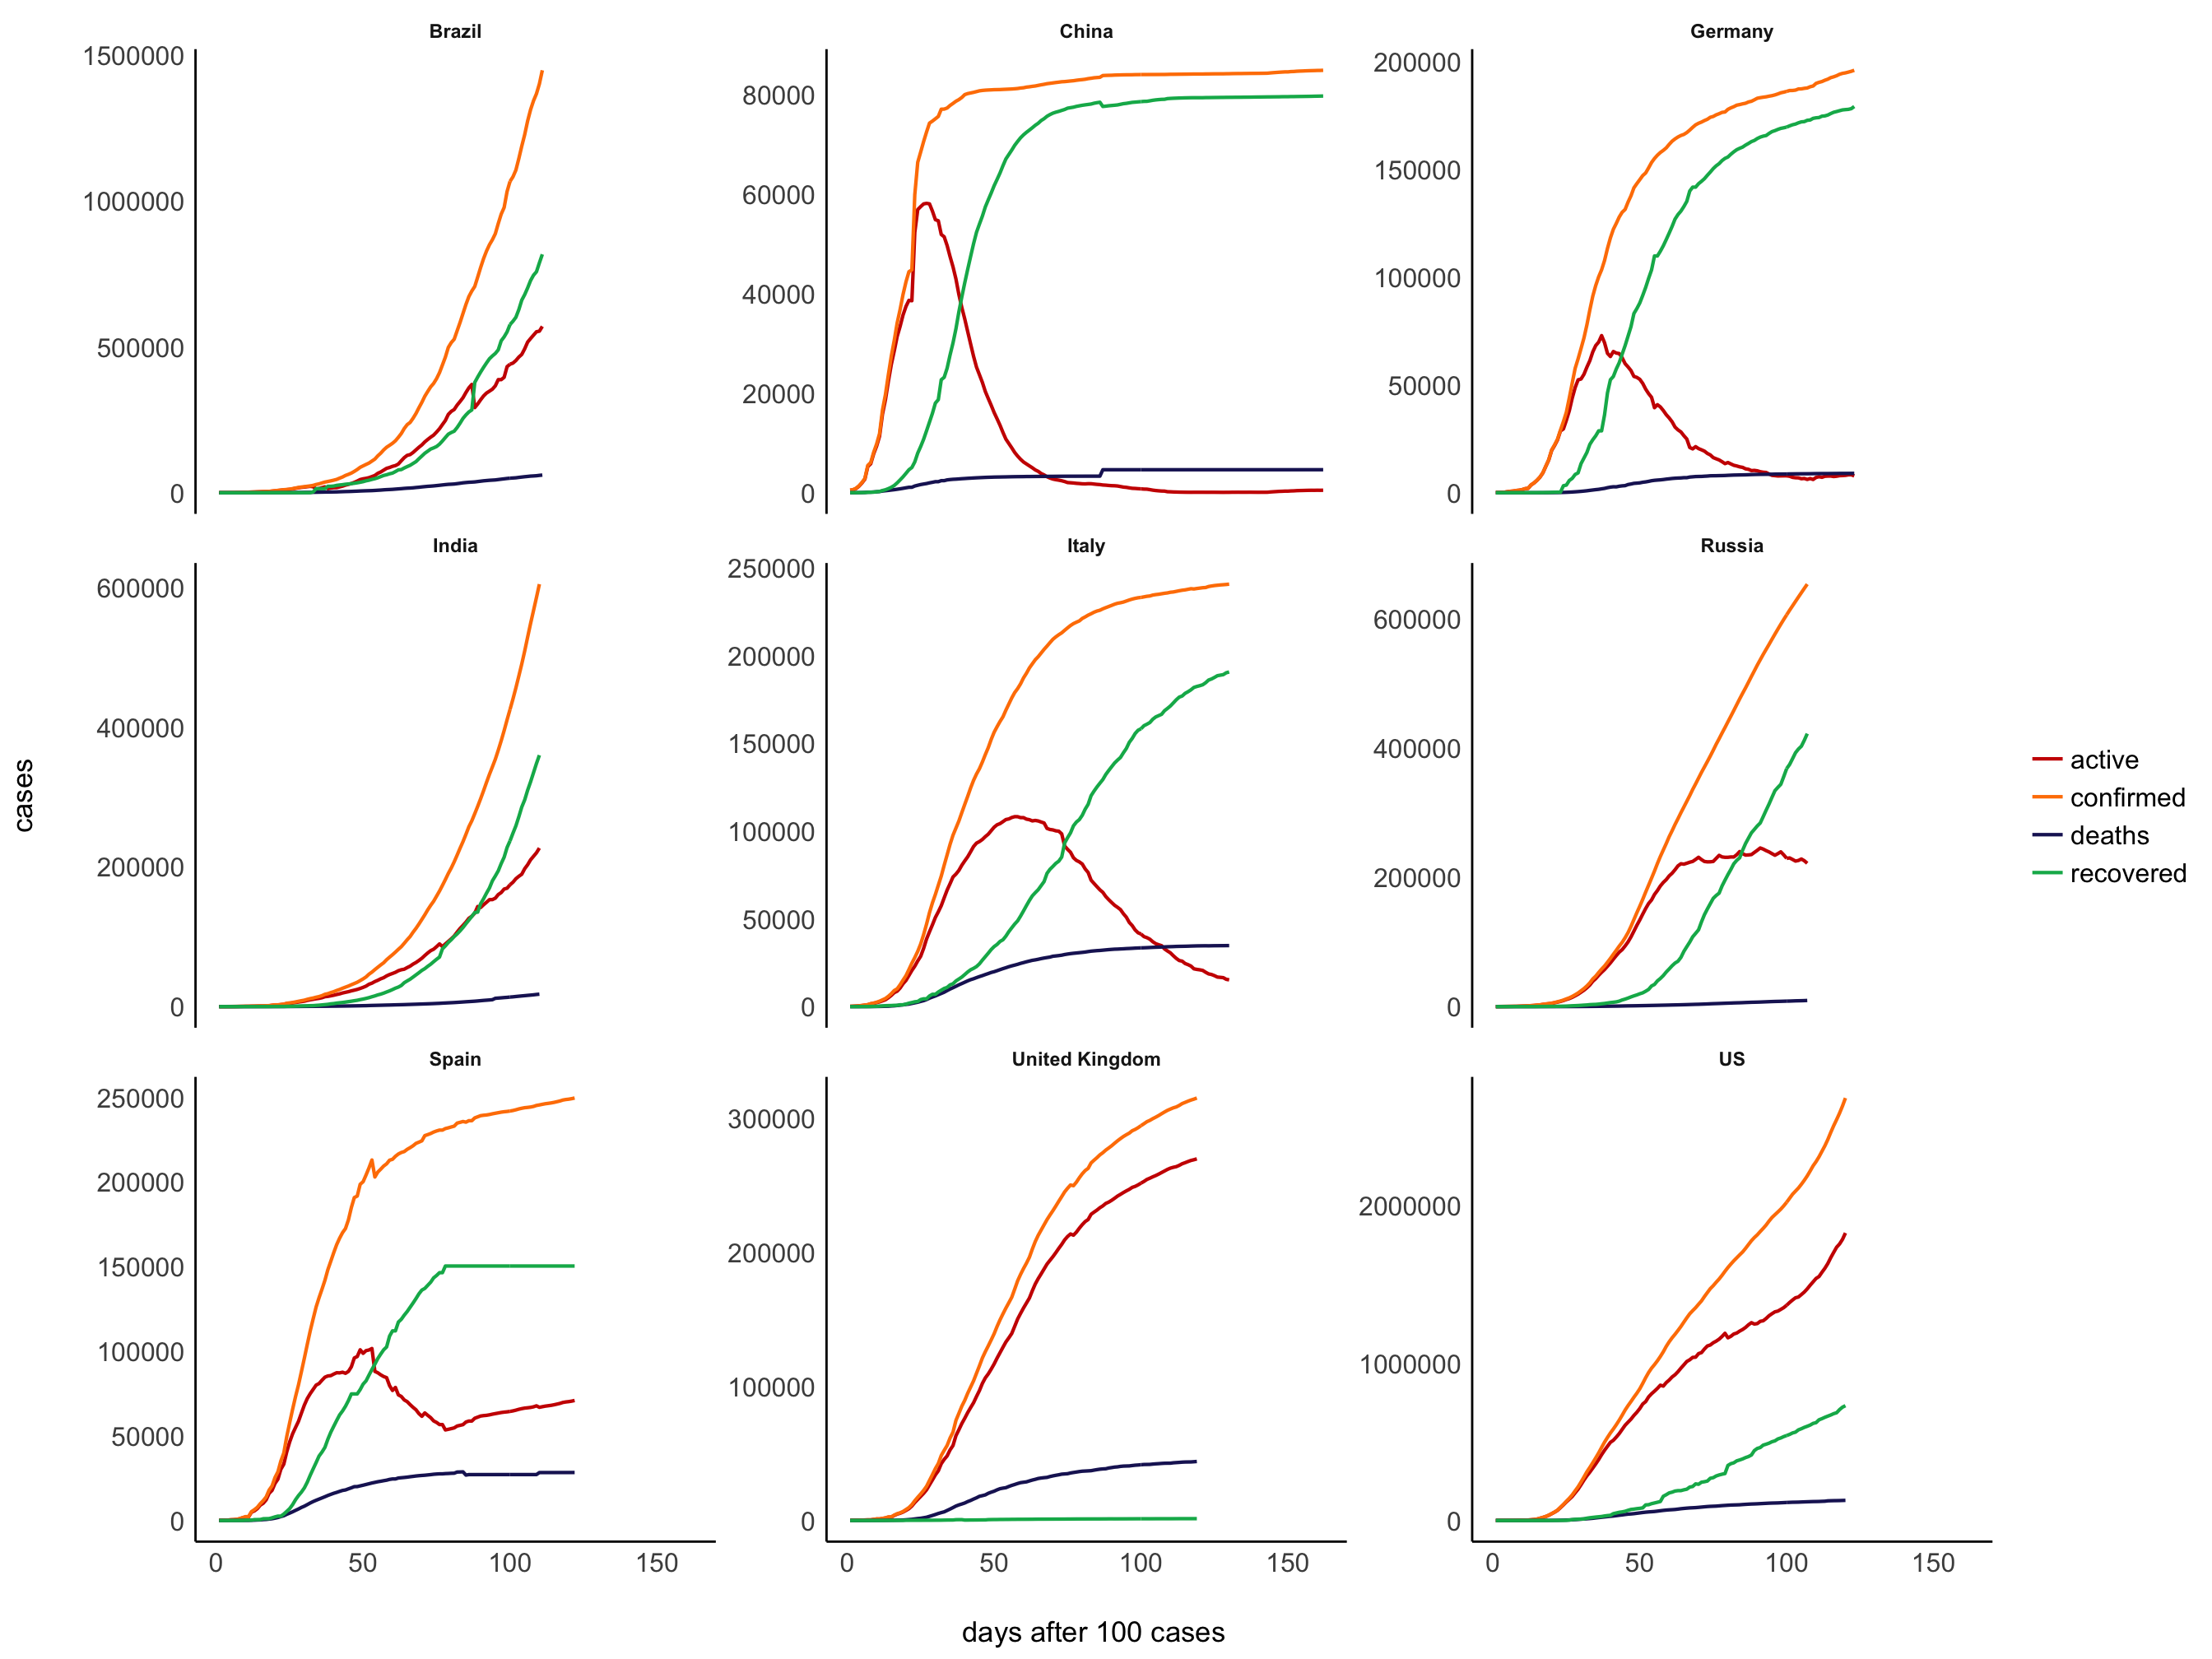 Brazil
China
Germany
1500000
1000000
500000
0
80000
60000
40000
20000
0
200000
150000
100000
50000
0
India
Italy
Russia
600000
400000
200000
0
250000
200000
150000
100000
50000
0
600000
400000
200000
0
Spain
United Kingdom
US
250000
200000
150000
100000
50000
0
300000
200000
100000
0
2000000
1000000
0
0 50 100 150
0 50 100 150
0 50 100 150
cases
days after 100 cases
active
confirmed
deaths
recovered